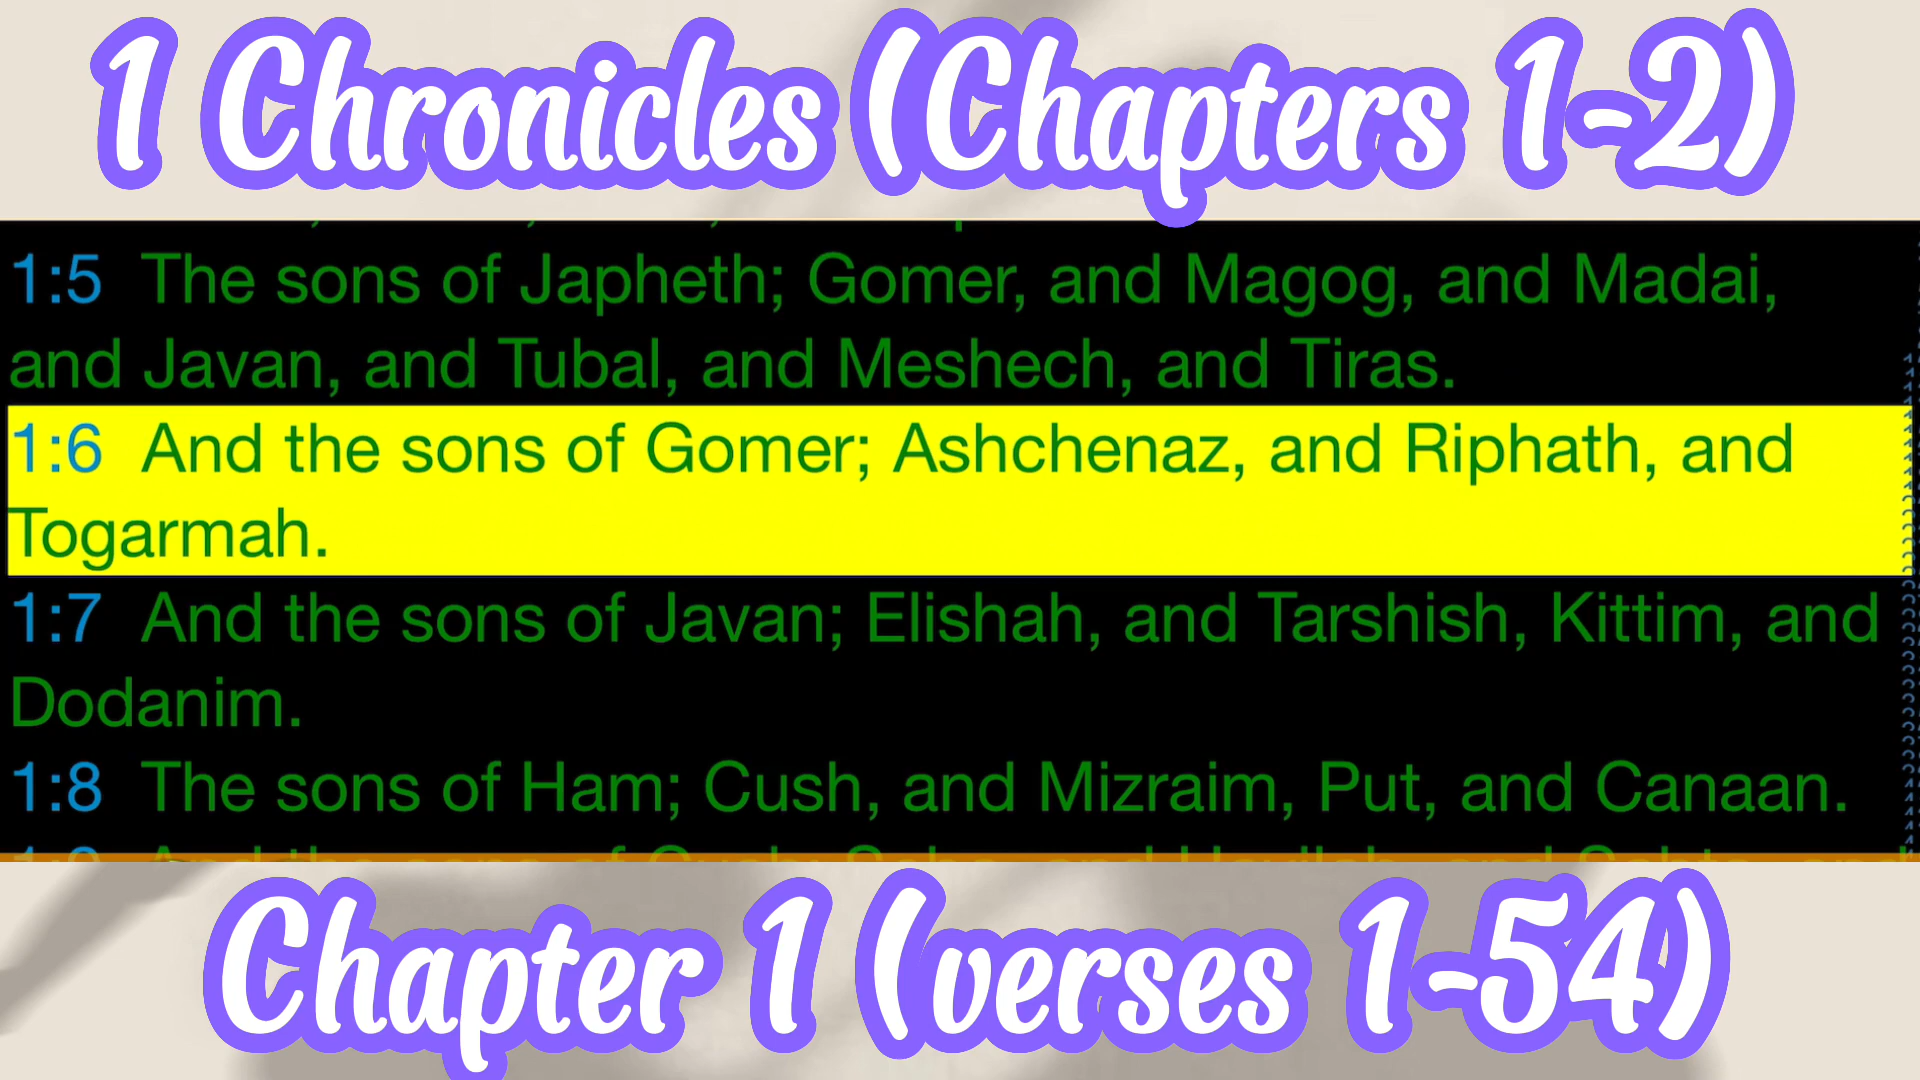 1 Chronicles (Chapters 1-2)
1:5 The sons of Japheth; Gomer, and Magog, and Madai,
and Javan, and Tubal, and Meshech, and Tiras.
1:6 And the sons of Gomer; Ashchenaz, and Riphath, and
Togarmah.
1:7 And the sons of Javan; Elishah, and Tarshish, Kittim, and
Dodanim.
1:8 The sons of Ham; Cush, and Mizraim, Put, and Canaan.
Chapter 1 (verses 1-54)